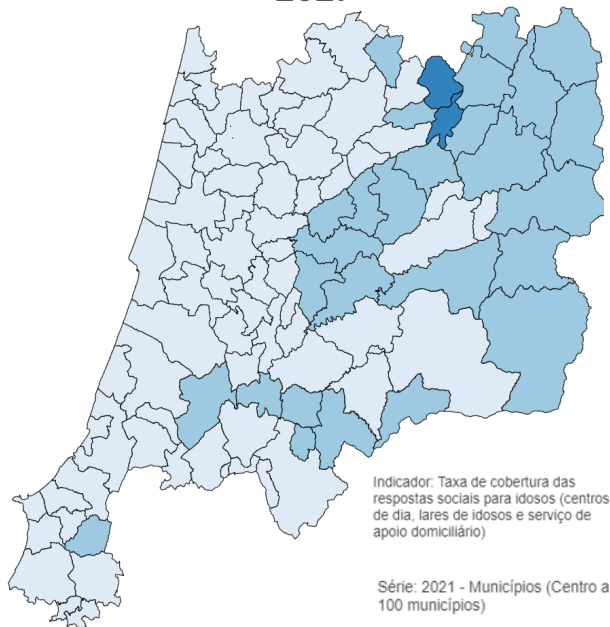 Indicador: Taxa de cobertura das
respostas sociais para idosos (centros
de dia, lares de idosos e serviço de
apoio domiciliário)
Série: 2021 - Municípios (Centro a
100 municípios)